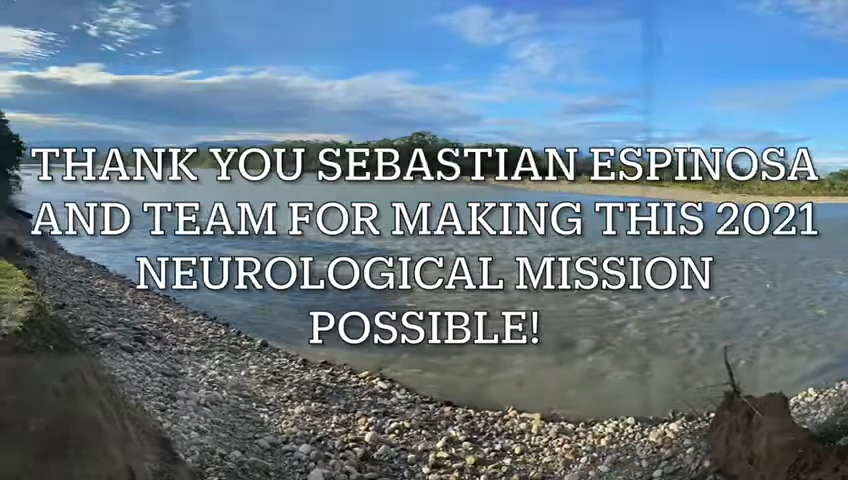 THANK YOU SEBASTIAN ESPINOSA
AND TEAM FOR MAKING THIS 2021
NEUROLOGICAL MISSION
POSSIBLE!